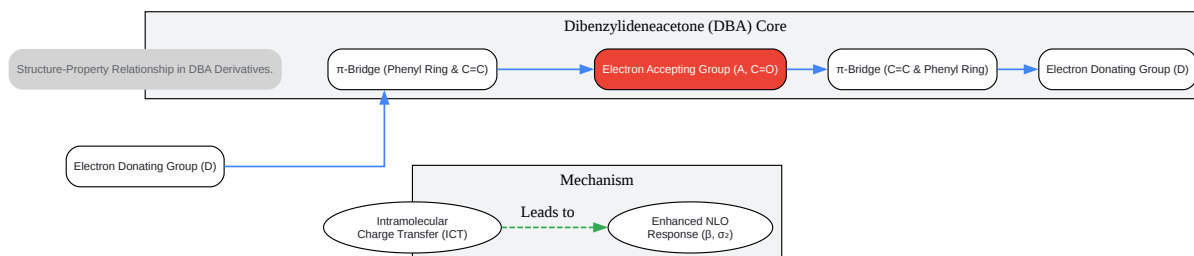 Dibenzylideneacetone (DBA) Core
Structure-Property Relationship in DBA Derivatives.
π-Bridge (Phenyl Ring & C=C)
Electron Accepting Group (A, C=O)
π-Bridge (C=C & Phenyl Ring)
Electron Donating Group (D)
Electron Donating Group (D)
Mechanism
Intramolecular
Charge Transfer (ICT)
Leads to
Enhanced NLO
Response (β, σ₂)